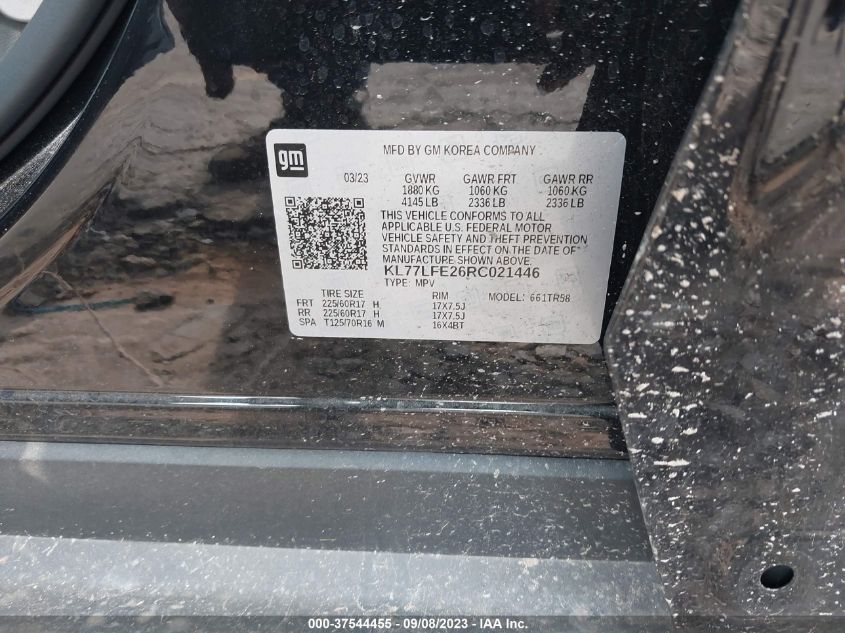 gm
MFD BY GM KOREA COMPANY
03/23 GVWR GAWR FRT GAWR RR
1880 KG 1060 KG 1060 KG
4145 LB 2336 LB 2336 LB
THIS VEHICLE CONFORMS TO ALL
APPLICABLE U.S. FEDERAL MOTOR
VEHICLE SAFETY AND THEFT PREVENTION
STANDARDS IN EFFECT ON THE DATE OF
MANUFACTURE SHOWN ABOVE.
KL77LFE26RC021446
TYPE: MPV
TIRE SIZE RIM MODEL: 661TR58
FRT 225/60R17 H 17X7.5J
RR 225/60R17 H 17X7.5J
SPA T125/70R16 M 16X4BT
000-37544455 - 09/08/2023 - IAA Inc.